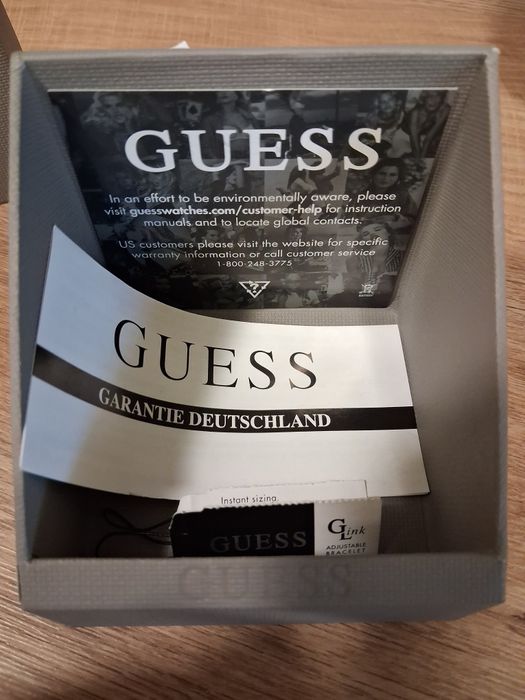 GUESS
In an effort to be environmentally aware, please
visit guesswatches.com/customer-help for instruction
manuals and to locate global contacts.
US customers please visit the website for specific
warranty information or call customer service
1-800-248-3775
?
GUESS
GARANTIE DEUTSCHLAND
Instant sizing
GUESS
G Link
ADJUSTABLE
BRACELET
GUESS